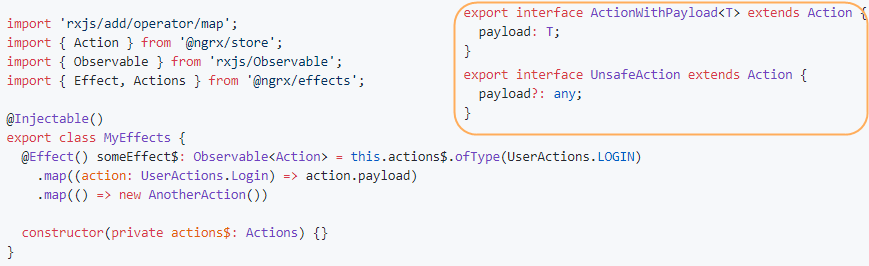 import 'rxjs/add/operator/map';
import { Action } from '@ngrx/store';
import { Observable } from 'rxjs/Observable';
import { Effect, Actions } from '@ngrx/effects';

@Injectable()
export class MyEffects {
  @Effect() someEffect$: Observable<Action> = this.actions$.ofType(UserActions.LOGIN)
    .map((action: UserActions.Login) => action.payload)
    .map(() => new AnotherAction())

  constructor(private actions$: Actions) {}
}
export interface ActionWithPayload<T> extends Action {
  payload: T;
}
export interface UnsafeAction extends Action {
  payload?: any;
}